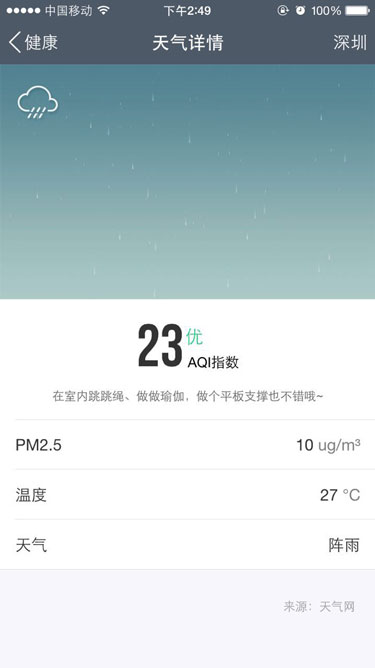 中国移动 下午2:49 100%
健康 天气详情 深圳
23 优
AQI指数
在室内跳跳绳、做做瑜伽，做个平板支撑也不错哦~
PM2.5 10 ug/m³
温度 27 °C
天气 阵雨
来源：天气网